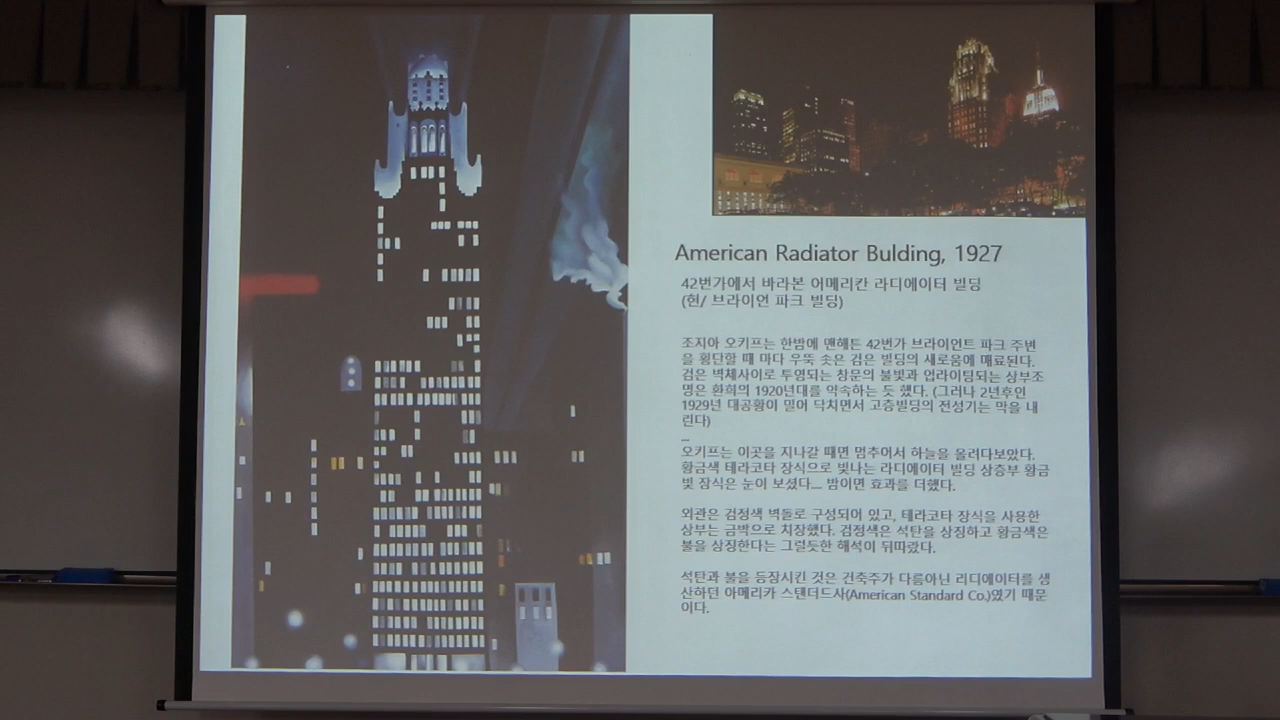 American Radiator Bulding, 1927
42번가에서 바라본 어메리칸 라디에이터 빌딩
(현/ 브라이언 파크 빌딩)
조지아 오키프는 한밤에 맨해튼 42번가 브라이언트 파크 주변
을 횡단할 때 마다 우뚝 솟은 검은 빌딩의 새로움에 매료된다.
검은 벽체사이로 투영되는 창문의 불빛과 업라이팅되는 상부조
명은 환희의 1920년대를 약속하는 듯 했다. (그러나 2년후인
1929년 대공황이 밀어 닥치면서 고층빌딩의 전성기는 막을 내
린다)
...
오키프는 이곳을 지나갈 때면 멈추어서 하늘을 올려다보았다.
황금색 테라코타 장식으로 빛나는 라디에이터 빌딩 상층부 황금
빛 장식은 눈이 보셨다... 밤이면 효과를 더했다.
외관은 검정색 벽돌로 구성되어 있고, 테라코타 장식을 사용한
상부는 금박으로 치장했다. 검정색은 석탄을 상징하고 황금색은
불을 상징한다는 그럴듯한 해석이 뒤따랐다.
석탄과 불을 등장시킨 것은 건축주가 다름아닌 리디에이터를 생
산하던 아메리카 스탠더드사(American Standard Co.)였기 때문
이다.